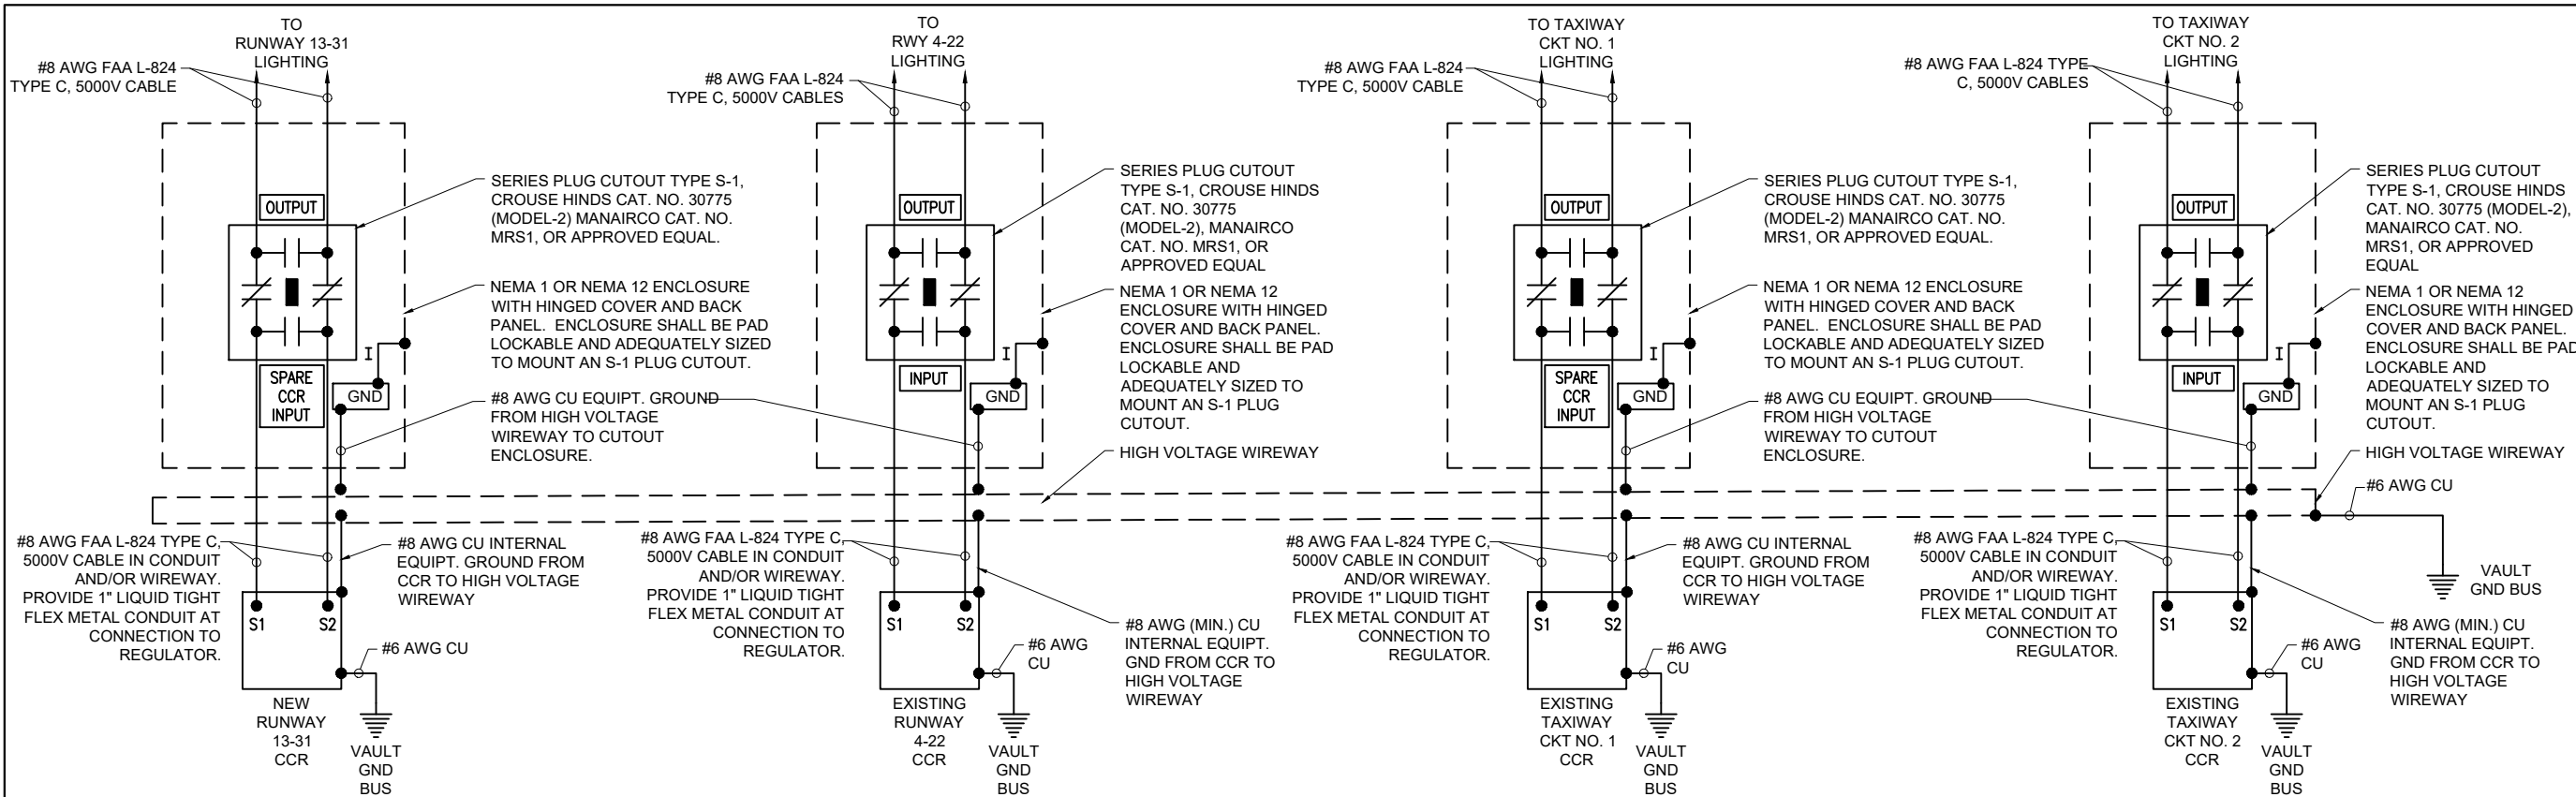 TO
RUNWAY 13-31
LIGHTING
#8 AWG FAA L-824
TYPE C, 5000V CABLE
OUTPUT
SERIES PLUG CUTOUT TYPE S-1,
CROUSE HINDS CAT. NO. 30775
(MODEL-2) MANAIRCO CAT. NO.
MRS1, OR APPROVED EQUAL.
NEMA 1 OR NEMA 12 ENCLOSURE
WITH HINGED COVER AND BACK
PANEL. ENCLOSURE SHALL BE PAD
LOCKABLE AND ADEQUATELY SIZED
TO MOUNT AN S-1 PLUG CUTOUT.
I
SPARE
CCR
INPUT
GND
#8 AWG CU EQUIPT. GROUND
FROM HIGH VOLTAGE
WIREWAY TO CUTOUT
ENCLOSURE.
#8 AWG FAA L-824 TYPE C,
5000V CABLE IN CONDUIT
AND/OR WIREWAY.
PROVIDE 1" LIQUID TIGHT
FLEX METAL CONDUIT AT
CONNECTION TO
REGULATOR.
#8 AWG CU INTERNAL
EQUIPT. GROUND FROM
CCR TO HIGH VOLTAGE
WIREWAY
S1
S2
#6 AWG CU
NEW
RUNWAY
13-31
CCR
VAULT
GND
BUS
TO
RWY 4-22
LIGHTING
#8 AWG FAA L-824
TYPE C, 5000V CABLES
OUTPUT
SERIES PLUG CUTOUT
TYPE S-1, CROUSE HINDS
CAT. NO. 30775
(MODEL-2), MANAIRCO
CAT. NO. MRS1, OR
APPROVED EQUAL
NEMA 1 OR NEMA 12
ENCLOSURE WITH HINGED
COVER AND BACK PANEL.
ENCLOSURE SHALL BE PAD
LOCKABLE AND
ADEQUATELY SIZED TO
MOUNT AN S-1 PLUG
CUTOUT.
I
INPUT
GND
HIGH VOLTAGE WIREWAY
#8 AWG FAA L-824 TYPE C,
5000V CABLE IN CONDUIT
AND/OR WIREWAY.
PROVIDE 1" LIQUID TIGHT
FLEX METAL CONDUIT AT
CONNECTION TO
REGULATOR.
S1
S2
#6 AWG
CU
#8 AWG (MIN.) CU
INTERNAL EQUIPT.
GND FROM CCR TO
HIGH VOLTAGE
WIREWAY
EXISTING
RUNWAY
4-22
CCR
VAULT
GND
BUS
TO TAXIWAY
CKT NO. 1
LIGHTING
#8 AWG FAA L-824
TYPE C, 5000V CABLE
OUTPUT
SERIES PLUG CUTOUT TYPE S-1,
CROUSE HINDS CAT. NO. 30775
(MODEL-2) MANAIRCO CAT. NO.
MRS1, OR APPROVED EQUAL.
NEMA 1 OR NEMA 12 ENCLOSURE
WITH HINGED COVER AND BACK
PANEL. ENCLOSURE SHALL BE PAD
LOCKABLE AND ADEQUATELY SIZED
TO MOUNT AN S-1 PLUG CUTOUT.
I
SPARE
CCR
INPUT
GND
#8 AWG CU EQUIPT. GROUND
FROM HIGH VOLTAGE
WIREWAY TO CUTOUT
ENCLOSURE.
#8 AWG FAA L-824 TYPE C,
5000V CABLE IN CONDUIT
AND/OR WIREWAY.
PROVIDE 1" LIQUID TIGHT
FLEX METAL CONDUIT AT
CONNECTION TO
REGULATOR.
#8 AWG CU INTERNAL
EQUIPT. GROUND FROM
CCR TO HIGH VOLTAGE
WIREWAY
S1
S2
#6 AWG
CU
EXISTING
TAXIWAY
CKT NO. 1
CCR
VAULT
GND
BUS
TO TAXIWAY
CKT NO. 2
LIGHTING
#8 AWG FAA L-824 TYPE
C, 5000V CABLES
OUTPUT
SERIES PLUG CUTOUT
TYPE S-1, CROUSE HINDS
CAT. NO. 30775 (MODEL-2),
MANAIRCO CAT. NO.
MRS1, OR APPROVED
EQUAL
NEMA 1 OR NEMA 12
ENCLOSURE WITH HINGED
COVER AND BACK PANEL.
ENCLOSURE SHALL BE PAD
LOCKABLE AND
ADEQUATELY SIZED TO
MOUNT AN S-1 PLUG
CUTOUT.
I
INPUT
GND
HIGH VOLTAGE WIREWAY
#6 AWG CU
VAULT
GND BUS
#8 AWG FAA L-824 TYPE C,
5000V CABLE IN CONDUIT
AND/OR WIREWAY.
PROVIDE 1" LIQUID TIGHT
FLEX METAL CONDUIT AT
CONNECTION TO
REGULATOR.
S1
S2
#6 AWG
CU
#8 AWG (MIN.) CU
INTERNAL EQUIPT.
GND FROM CCR TO
HIGH VOLTAGE
WIREWAY
EXISTING
TAXIWAY
CKT NO. 2
CCR
VAULT
GND
BUS